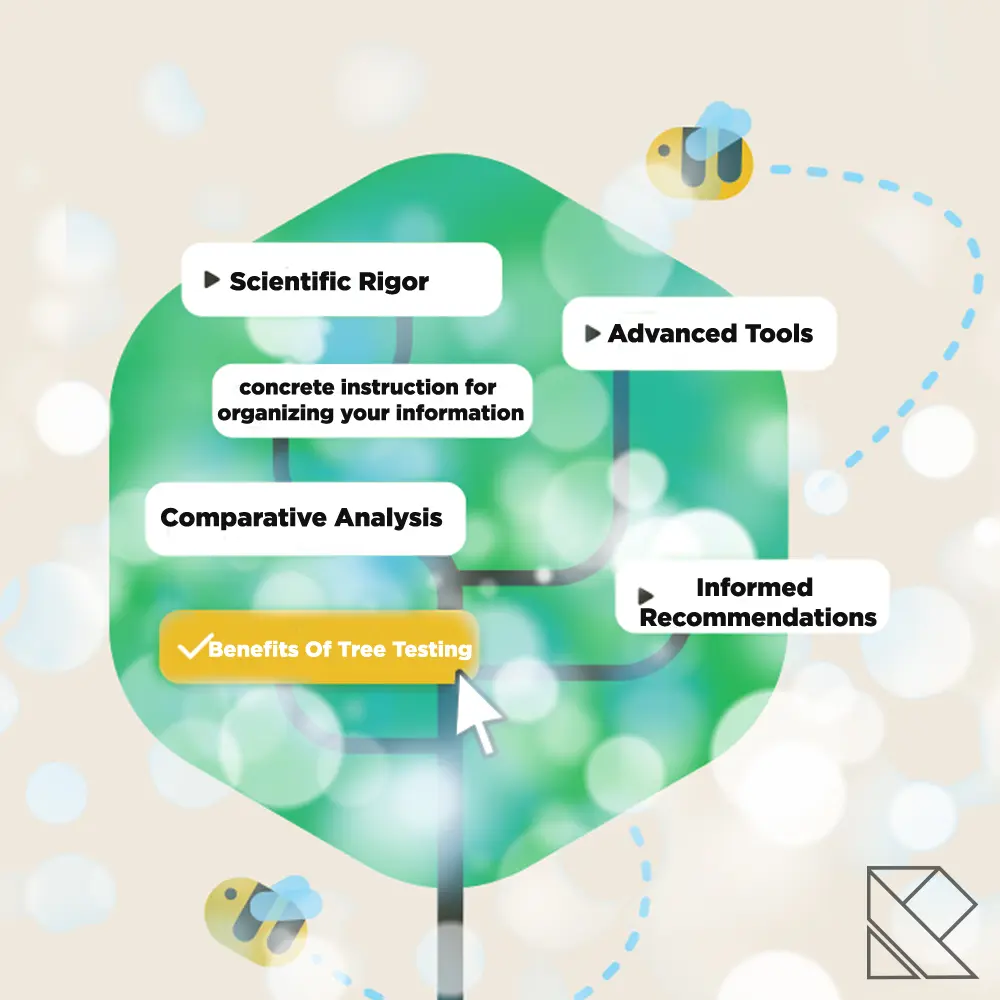 Scientific Rigor
Advanced Tools
concrete instruction for
organizing your information
Comparative Analysis
Informed
Recommendations
Benefits Of Tree Testing